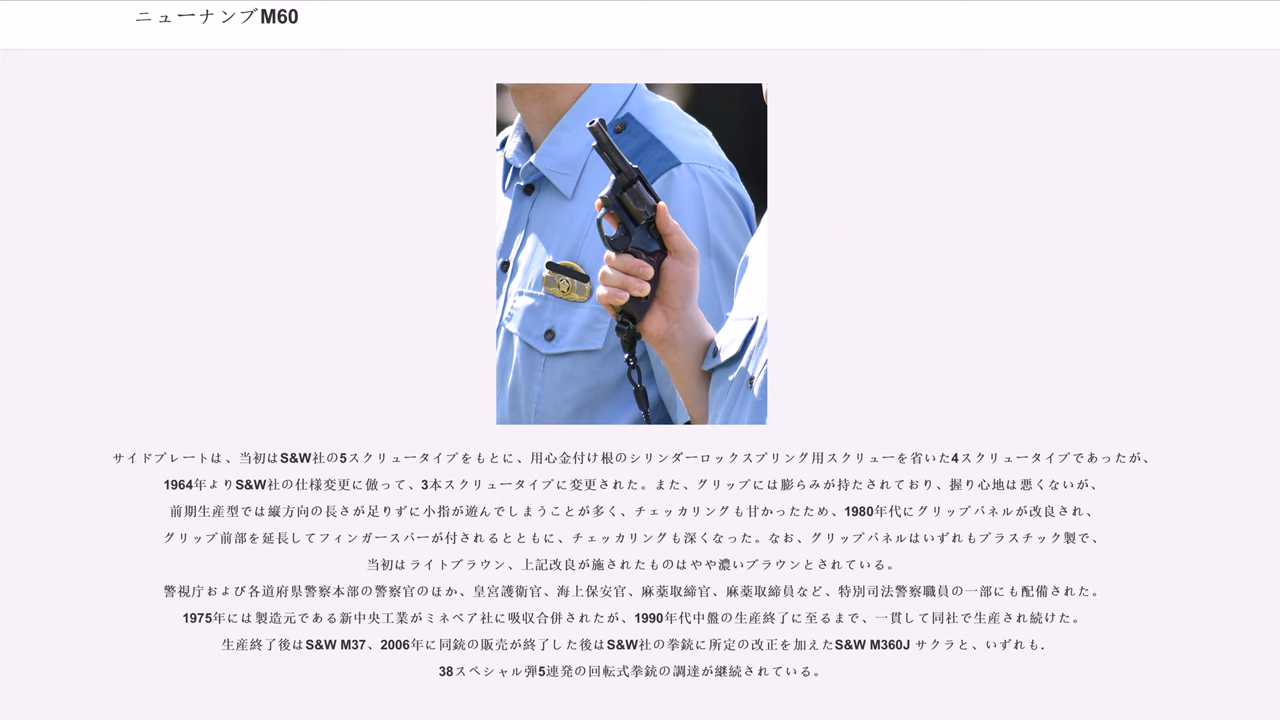 ニューナンブM60
サイドプレートは、当初はS&W社の5スクリュータイプをもとに、用心金付け根のシリンダーロックスプリング用スクリューを省いた4スクリュータイプであったが、
1964年よりS&W社の仕様変更に倣って、3本スクリュータイプに変更された。また、グリップには膨らみが持たされており、握り心地は悪くないが、
前期生産型では縦方向の長さが足りずに小指が遊んでしまうことが多く、チェッカリングも甘かったため、1980年代にグリップパネルが改良され、
グリップ前部を延長してフィンガースパーが付されるとともに、チェッカリングも深くなった。なお、グリップパネルはいずれもプラスチック製で、
当初はライトブラウン、上記改良が施されたものはやや濃いブラウンとされている。
警視庁および各道府県警察本部の警察官のほか、皇宮護衛官、海上保安官、麻薬取締官、麻薬取締員など、特別司法警察職員の一部にも配備された。
1975年には製造元である新中央工業がミネベア社に吸収合併されたが、1990年代中盤の生産終了に至るまで、一貫して同社で生産され続けた。
生産終了後はS&W M37、2006年に同銃の販売が終了した後はS&W社の拳銃に所定の改正を加えたS&W M360J サクラと、いずれも.
38スペシャル弾5連発の回転式拳銃の調達が継続されている。